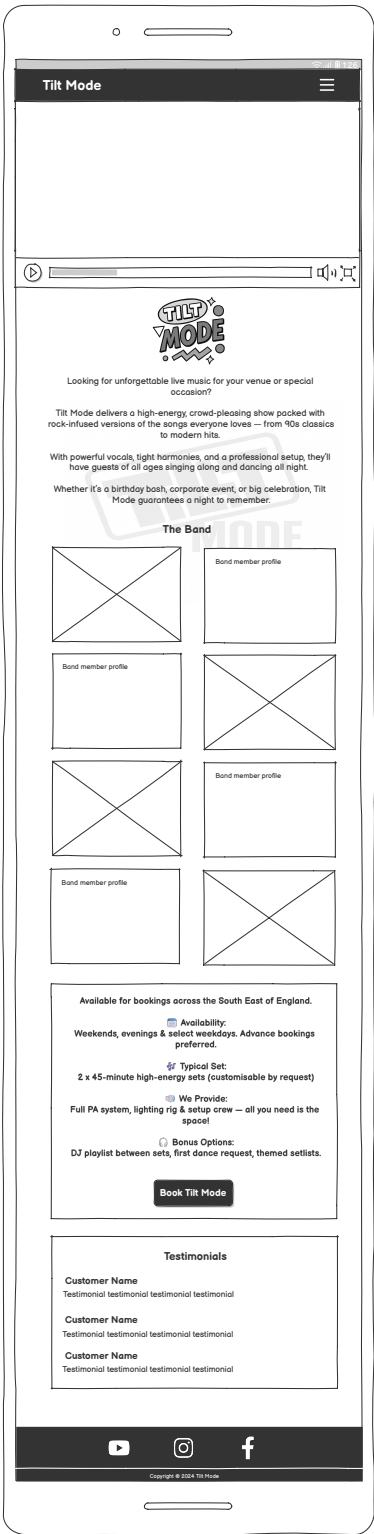 1:26
Tilt Mode
TILT
MODE
Looking for unforgettable live music for your venue or special
occasion?
Tilt Mode delivers a high-energy, crowd-pleasing show packed with
rock-infused versions of the songs everyone loves — from 90s classics
to modern hits.
With powerful vocals, tight harmonies, and a professional setup, they'll
have guests of all ages singing along and dancing all night.
Whether it's a birthday bash, corporate event, or big celebration, Tilt
Mode guarantees a night to remember.
TILT
MODE
The Band
Band member profile
Band member profile
Band member profile
Band member profile
Available for bookings across the South East of England.
Availability:
Weekends, evenings & select weekdays. Advance bookings
preferred.
Typical Set:
2 x 45-minute high-energy sets (customisable by request)
We Provide:
Full PA system, lighting rig & setup crew — all you need is the
space!
Bonus Options:
DJ playlist between sets, first dance request, themed setlists.
Book Tilt Mode
Testimonials
Customer Name
Testimonial testimonial testimonial testimonial
Customer Name
Testimonial testimonial testimonial testimonial
Customer Name
Testimonial testimonial testimonial testimonial
Copyright © 2024 Tilt Mode